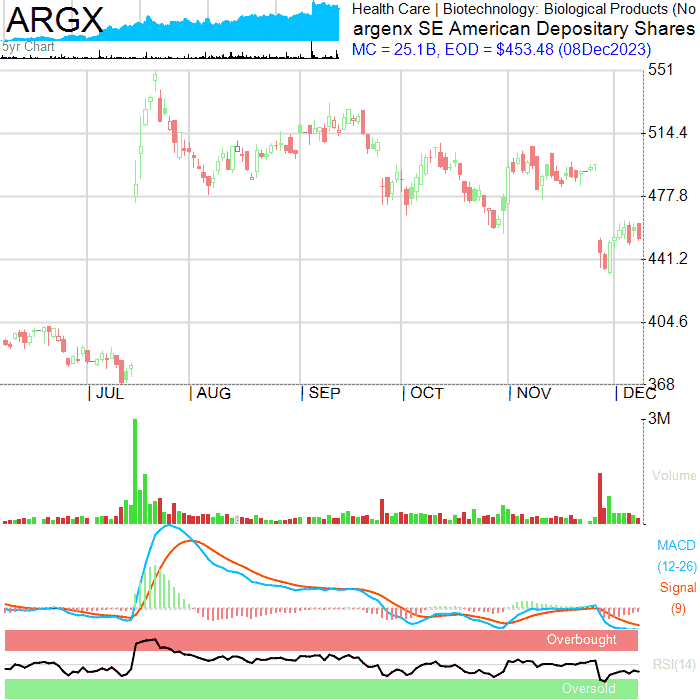 ARGX
5yr Chart
Health Care | Biotechnology: Biological Products (No
argenx SE American Depositary Shares
MC = 25.1B, EOD = $453.48 (08Dec2023)
551
514.4
477.8
441.2
404.6
368
| JUL | AUG | SEP | OCT | NOV | DEC
3M
Volume
MACD
(12-26)
Signal
(9)
Overbought
RSI(14)
Oversold